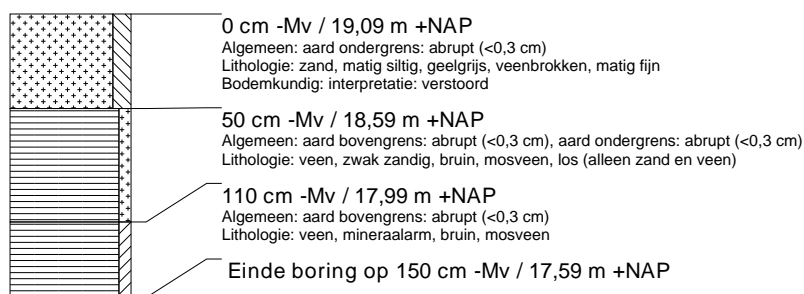 0 cm -Mv / 19,09 m +NAP
Algemeen: aard ondergrens: abrupt (<0,3 cm)
Lithologie: zand, matig siltig, geelgrijs, veenbrokken, matig fijn
Bodemkundig: interpretatie: verstoord
50 cm -Mv / 18,59 m +NAP
Algemeen: aard bovengrens: abrupt (<0,3 cm), aard ondergrens: abrupt (<0,3 cm)
Lithologie: veen, zwak zandig, bruin, mosveen, los (alleen zand en veen)
110 cm -Mv / 17,99 m +NAP
Algemeen: aard bovengrens: abrupt (<0,3 cm)
Lithologie: veen, mineraalarm, bruin, mosveen
Einde boring op 150 cm -Mv / 17,59 m +NAP